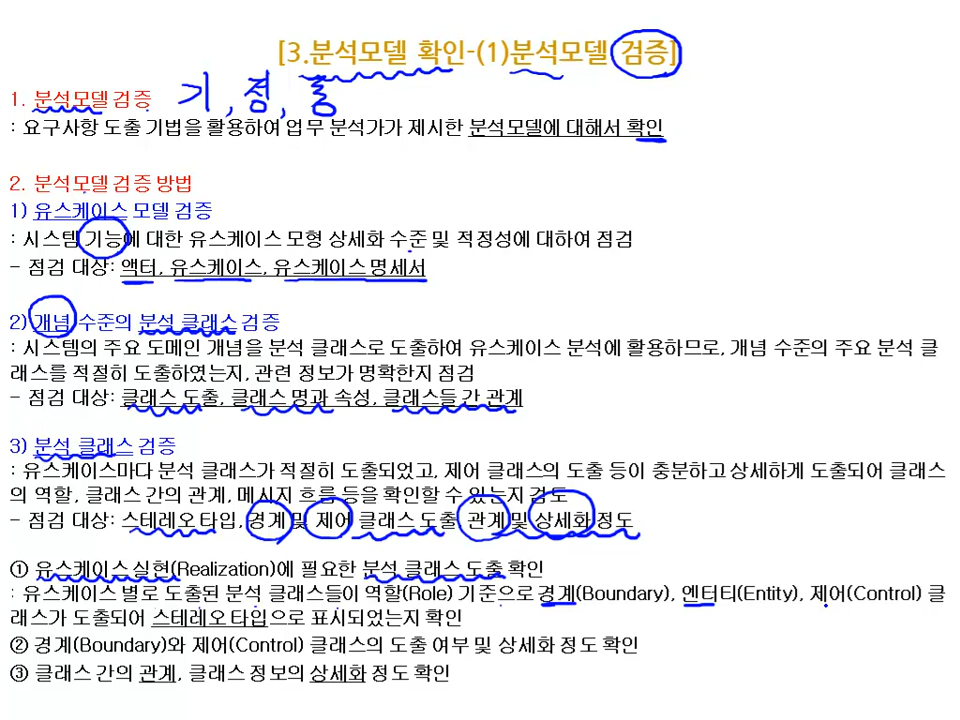 [3.분석모델 확인-(1)분석모델 검증]
1. 분석모델 검증 기, 점, 통
: 요구사항 도출 기법을 활용하여 업무 분석가가 제시한 분석모델에 대해서 확인
2. 분석모델 검증 방법
1) 유스케이스 모델 검증
: 시스템 기능에 대한 유스케이스 모형 상세화 수준 및 적정성에 대하여 점검
- 점검 대상: 액터, 유스케이스, 유스케이스 명세서
2) 개념 수준의 분석 클래스 검증
: 시스템의 주요 도메인 개념을 분석 클래스로 도출하여 유스케이스 분석에 활용하므로, 개념 수준의 주요 분석 클
래스를 적절히 도출하였는지, 관련 정보가 명확한지 점검
- 점검 대상: 클래스 도출, 클래스 명과 속성, 클래스들 간 관계
3) 분석 클래스 검증
: 유스케이스마다 분석 클래스가 적절히 도출되었고, 제어 클래스의 도출 등이 충분하고 상세하게 도출되어 클래스
의 역할, 클래스 간의 관계, 메시지 흐름 등을 확인할 수 있는지 검토
- 점검 대상: 스테레오 타입, 경계 및 제어 클래스 도출 관계 및 상세화 정도
① 유스케이스 실현(Realization)에 필요한 분석 클래스 도출 확인
: 유스케이스 별로 도출된 분석 클래스들이 역할(Role) 기준으로 경계(Boundary), 엔터티(Entity), 제어(Control) 클
래스가 도출되어 스테레오 타입으로 표시되었는지 확인
② 경계(Boundary)와 제어(Control) 클래스의 도출 여부 및 상세화 정도 확인
③ 클래스 간의 관계, 클래스 정보의 상세화 정도 확인